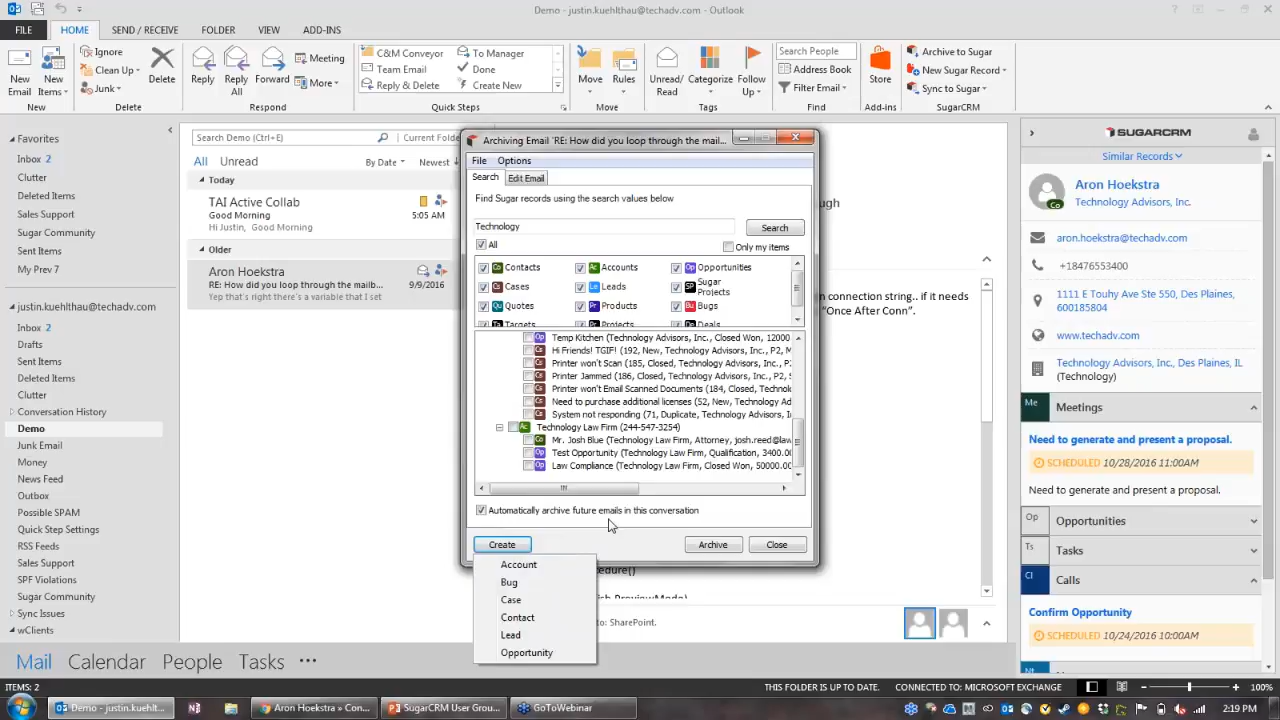 Demo - justin.kuehlthau@techadv.com - Outlook
FILE HOME SEND / RECEIVE FOLDER VIEW ADD-INS
New Email
New Items
Ignore
Clean Up
Junk
Delete
Reply
Reply All
Forward
Meeting
More
C&M Conveyor
Team Email
Reply & Delete
To Manager
Done
Create New
Move
Rules
Unread/ Read
Categorize
Follow Up
Search People
Address Book
Filter Email
Store
Archive to Sugar
New Sugar Record
Sync to Sugar
New Delete Respond Quick Steps Move Tags Find Add-ins SugarCRM
Favorites
Inbox 2
Clutter
Deleted Items
Sales Support
Sugar Community
Sent Items
My Prev 7
justin.kuehlthau@techadv.com
Inbox 2
Drafts
Sent Items
Deleted Items
Clutter
Conversation History
Demo
Junk Email
Money
News Feed
Outbox
Possible SPAM
Quick Step Settings
RSS Feeds
Sales Support
SPF Violations
Sugar Community
Sync Issues
wClients
Search Demo (Ctrl+E)
Current Folde
All Unread By Date Newest
Today
TAI Active Collab
Good Morning 5:05 AM
Hi Justin, Good Morning
Older
Aron Hoekstra
RE: How did you loop through the mailb... 9/9/2016
Yep that's right there's a variable that I set
ough
n connection string.. if it needs
"Once After Conn".
Archiving Email 'RE: How did you loop through the mail...
File Options
Search Edit Email
Find Sugar records using the search values below
Technology
Search
All
Only my items
Contacts Accounts Opportunities
Cases Leads Sugar Projects
Quotes Products Bugs
Targets Projects Deals
Temp Kitchen (Technology Advisors, Inc., Closed Won, 12000
Hi Friends! TGIF! (192, New, Technology Advisors, Inc., P2, M
Printer won't Scan (185, Closed, Technology Advisors, Inc., P
Printer Jammed (186, Closed, Technology Advisors, Inc., P2, S
Printer won't Email Scanned Documents (184, Closed, Technolo
Need to purchase additional licenses (52, New, Technology Adv
System not responding (71, Duplicate, Technology Advisors, In
Technology Law Firm (244-547-3254)
Mr. Josh Blue (Technology Law Firm, Attorney, josh.reed@law
Test Opportunity (Technology Law Firm, Qualification, 3400.00
Law Compliance (Technology Law Firm, Closed Won, 50000.00
Automatically archive future emails in this conversation
Create Archive Close
Account
Bug
Case
Contact
Lead
Opportunity
edure()
sh PreviewMode)
to: SharePoint.
SUGARCRM
Similar Records
Aron Hoekstra
Co
Technology Advisors, Inc.
aron.hoekstra@techadv.com
+18476553400
1111 E Touhy Ave Ste 550, Des Plaines,
600185804
www.techadv.com
Technology Advisors, Inc., Des Plaines, IL
(Technology)
Me Meetings
Need to generate and present a proposal.
SCHEDULED 10/28/2016 11:00AM
Need to generate and present a proposal.
Op Opportunities
Ts Tasks
Cl Calls
Confirm Opportunity
SCHEDULED 10/24/2016 10:00AM
Nt
Mail Calendar People Tasks
ITEMS: 2
THIS FOLDER IS UP TO DATE. CONNECTED TO: MICROSOFT EXCHANGE
100%
Demo - justin.kuehl...
Aron Hoekstra » Con...
SugarCRM User Grou...
GoToWebinar
2:19 PM